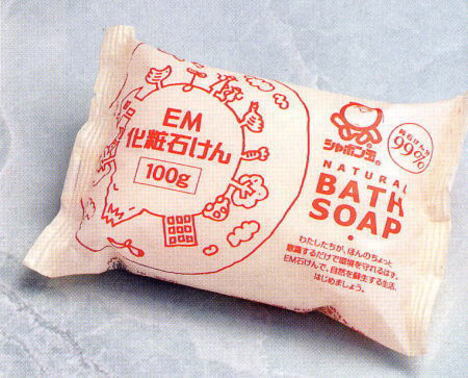 EM
化粧石けん
100g
シャボン玉®
純石けん分
99%
NATURAL
BATH
SOAP
わたしたちが、ほんのちょっと
意識するだけで環境を守れるはず。
EM石けんで、自然を蘇生する生活、
はじめましょう。